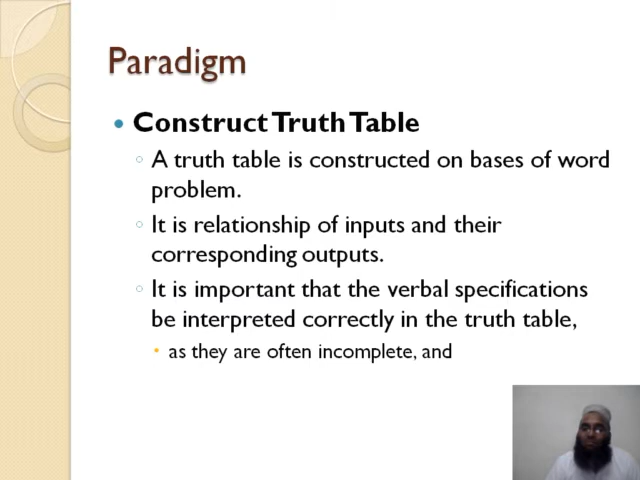 Paradigm
Construct Truth Table
A truth table is constructed on bases of word
problem.
It is relationship of inputs and their
corresponding outputs.
It is important that the verbal specifications
be interpreted correctly in the truth table,
as they are often incomplete, and